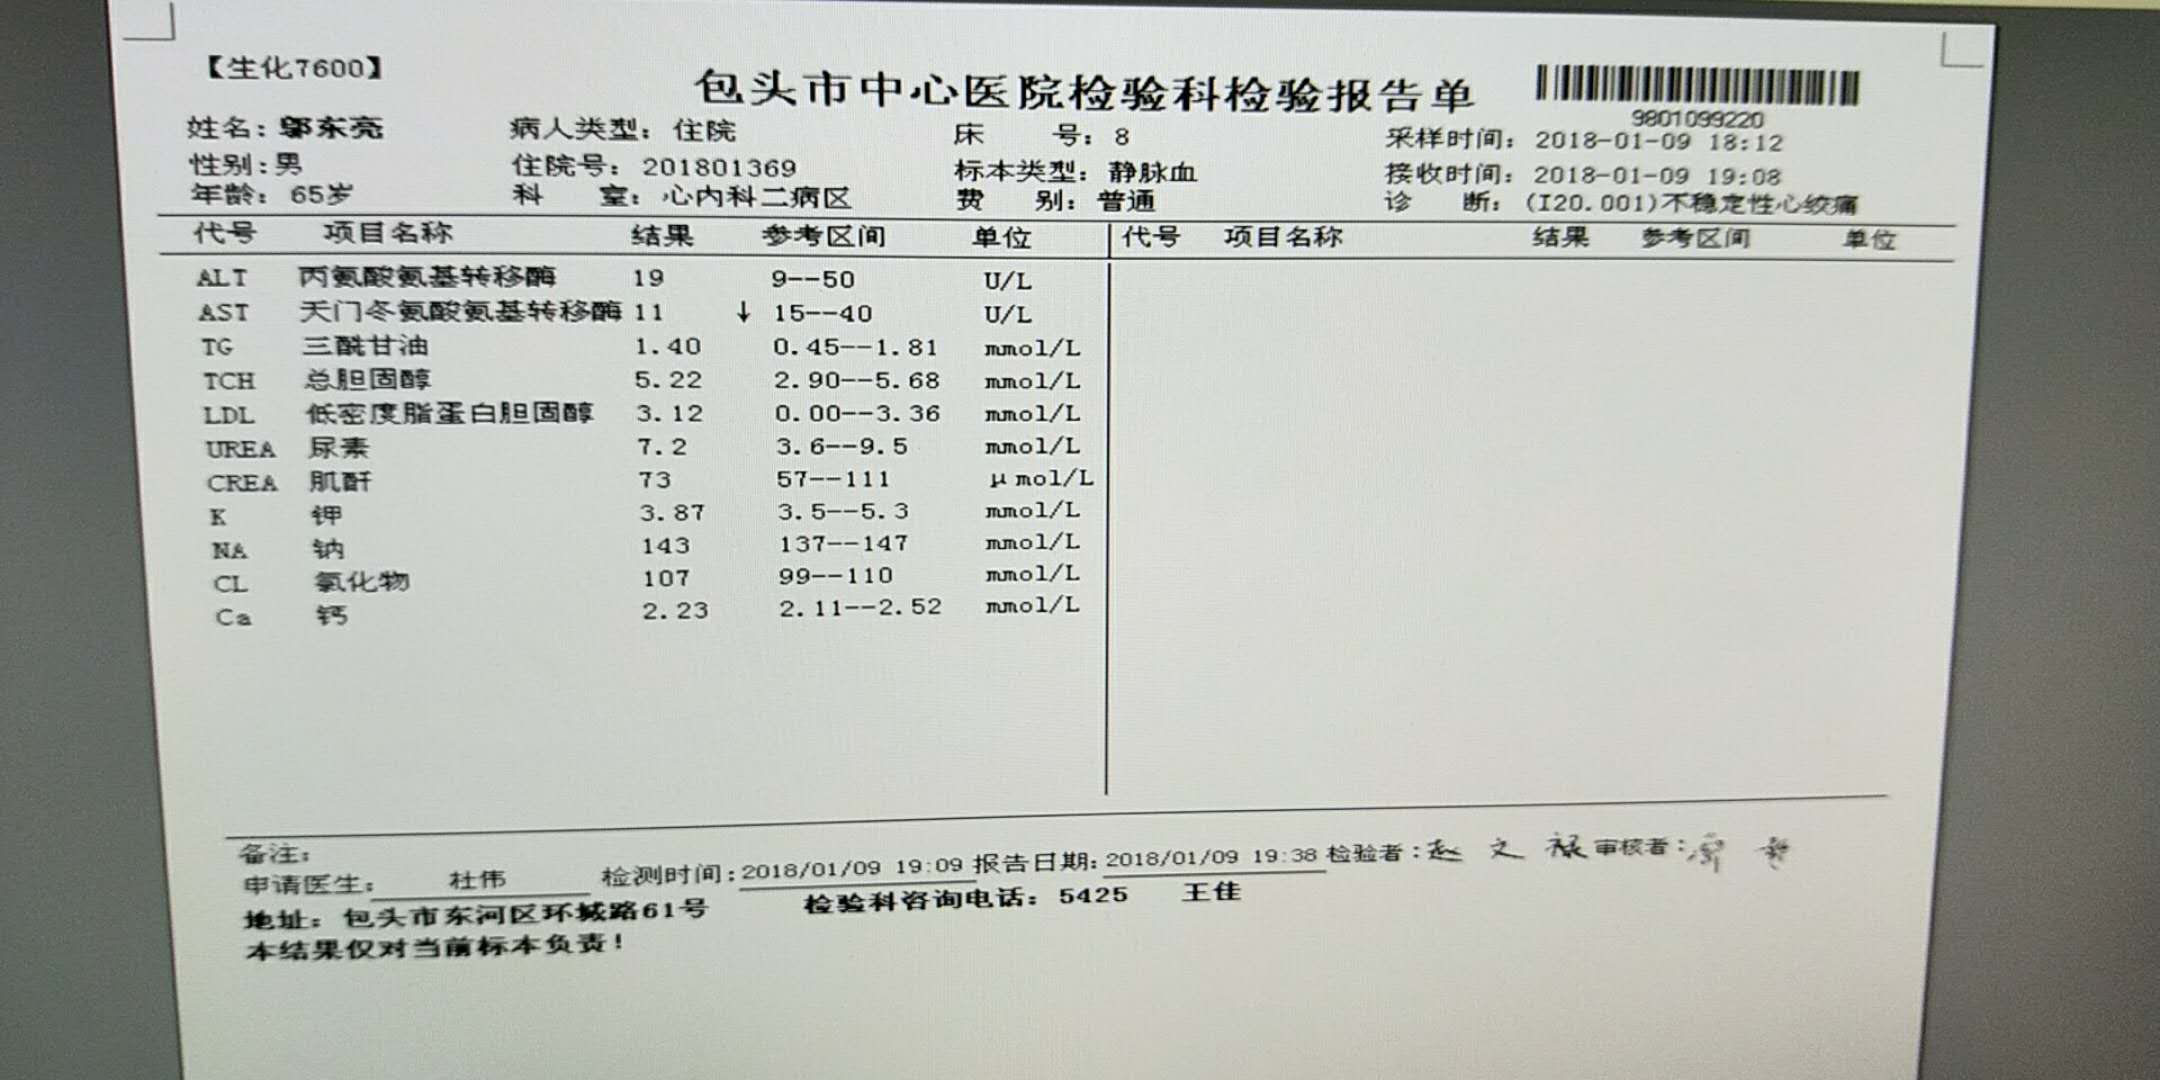 【生化7600】
包头市中心医院检验科检验报告单
9801099220
姓名：鄔东亮 病人类型：住院 床 号：8 采样时间：2018-01-09 18:12
性别：男 住院号：201801369 标本类型：静脉血 接收时间：2018-01-09 19:08
年龄：65岁 科 室：心内科二病区 费 别：普通 诊 断：(I20.001)不稳定性心绞痛
代号 项目名称 结果 参考区间 单位 代号 项目名称 结果 参考区间 单位
ALT 丙氨酸氨基转移酶 19 9--50 U/L
AST 天门冬氨酸氨基转移酶 11 ↓ 15--40 U/L
TG 三酰甘油 1.40 0.45--1.81 mmol/L
TCH 总胆固醇 5.22 2.90--5.68 mmol/L
LDL 低密度脂蛋白胆固醇 3.12 0.00--3.36 mmol/L
UREA 尿素 7.2 3.6--9.5 mmol/L
CREA 肌酐 73 57--111 μmol/L
K 钾 3.87 3.5--5.3 mmol/L
NA 钠 143 137--147 mmol/L
CL 氯化物 107 99--110 mmol/L
Ca 钙 2.23 2.11--2.52 mmol/L
备注：
申请医生： 杜伟 检测时间：2018/01/09 19:09 报告日期：2018/01/09 19:38 检验者：赵文 审核者：
地址：包头市东河区环城路61号 检验科咨询电话：5425 王佳
本结果仅对当前标本负责！